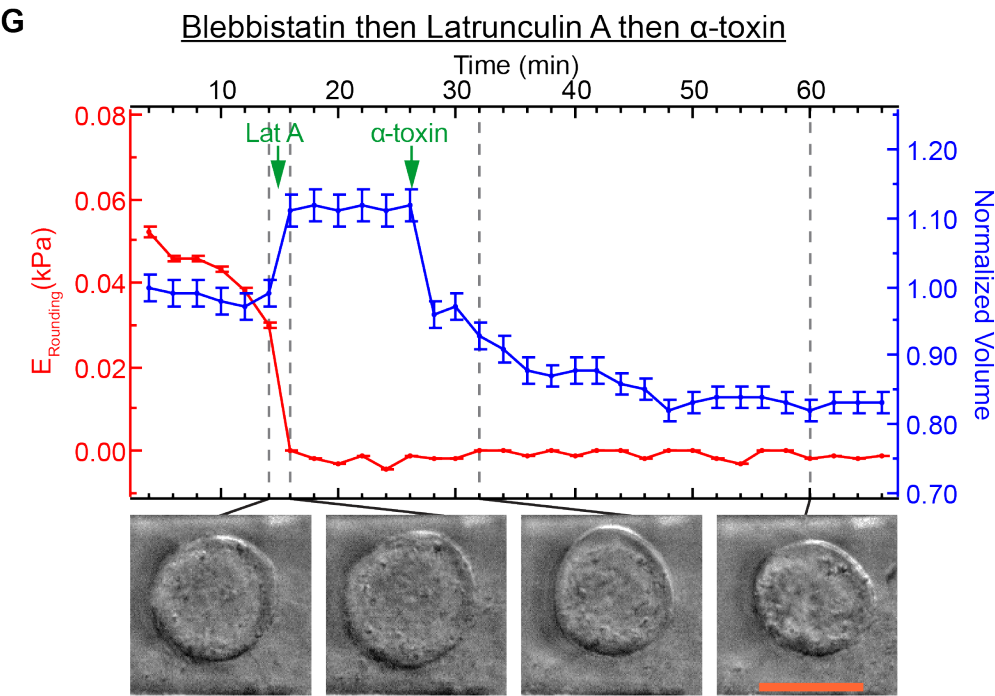 G
Blebbistatin then Latrunculin A then α-toxin
Time (min)
10 20 30 40 50 60
0.08
0.06
0.04
0.02
0.00
E Rounding (kPa)
Lat A
α-toxin
1.20
1.10
1.00
0.90
0.80
0.70
Normalized Volume